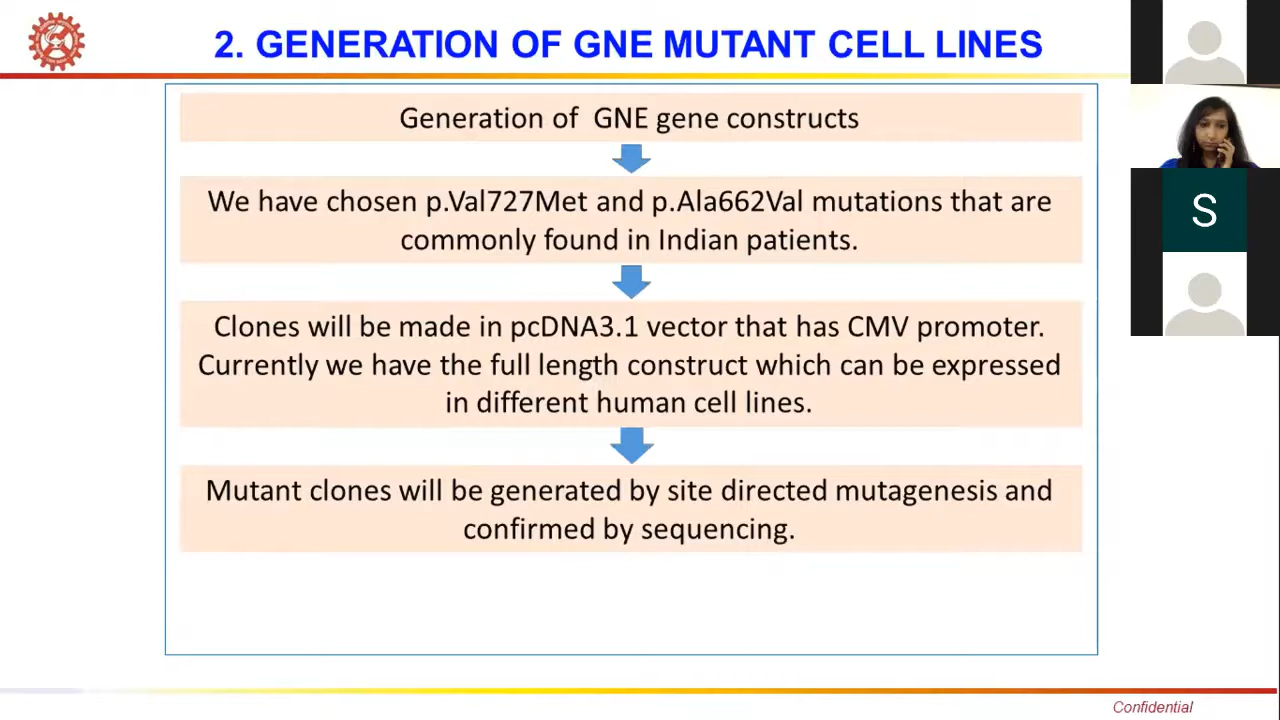 2. GENERATION OF GNE MUTANT CELL LINES
Generation of GNE gene constructs
We have chosen p.Val727Met and p.Ala662Val mutations that are
commonly found in Indian patients.
Clones will be made in pcDNA3.1 vector that has CMV promoter.
Currently we have the full length construct which can be expressed
in different human cell lines.
Mutant clones will be generated by site directed mutagenesis and
confirmed by sequencing.
S
Confidential